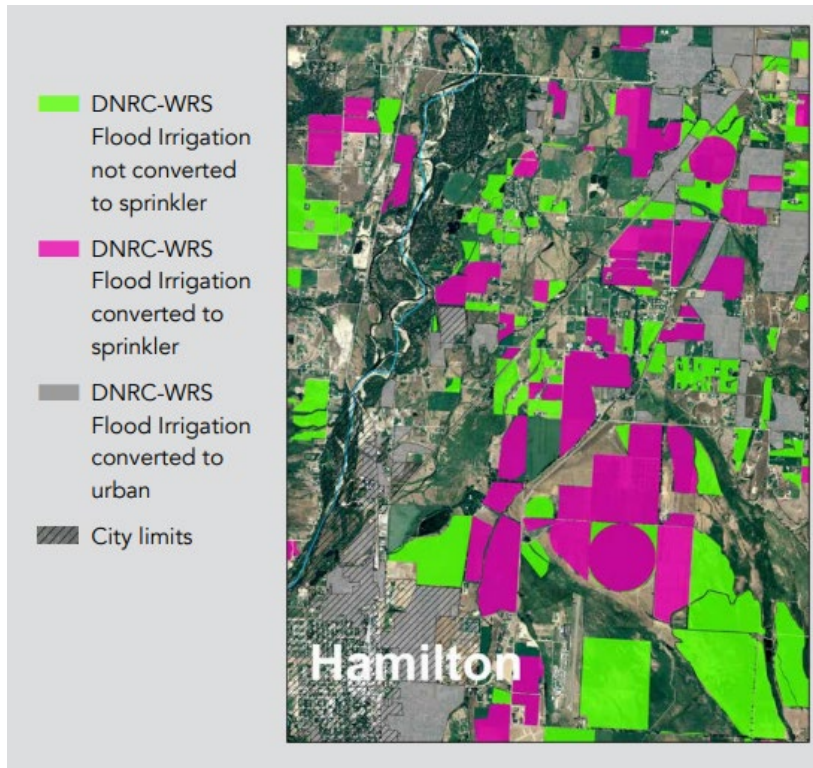 DNRC-WRS
Flood Irrigation
not converted
to sprinkler
DNRC-WRS
Flood Irrigation
converted to
sprinkler
DNRC-WRS
Flood Irrigation
converted to
urban
City limits
Hamilton